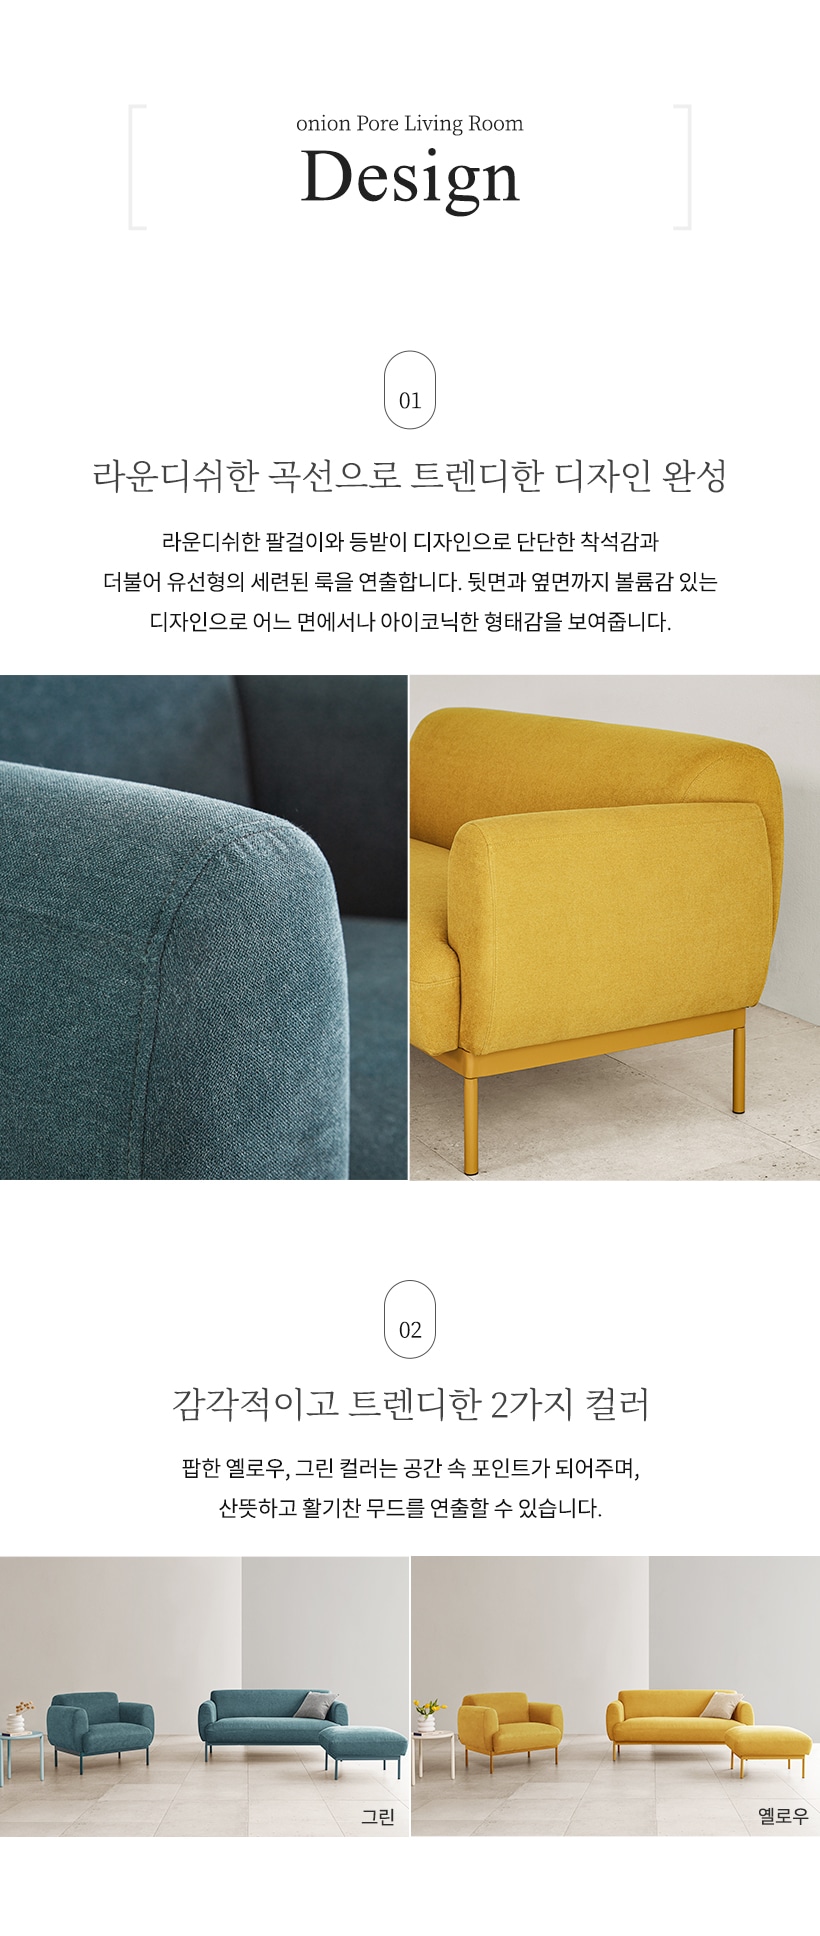 onion Pore Living Room
Design
01
라운디쉬한 곡선으로 트렌디한 디자인 완성
라운디쉬한 팔걸이와 등받이 디자인으로 단단한 착석감과
더불어 유선형의 세련된 룩을 연출합니다. 뒷면과 옆면까지 볼륨감 있는
디자인으로 어느 면에서나 아이코닉한 형태감을 보여줍니다.
02
감각적이고 트렌디한 2가지 컬러
팝한 옐로우, 그린 컬러는 공간 속 포인트가 되어주며,
산뜻하고 활기찬 무드를 연출할 수 있습니다.
그린
옐로우